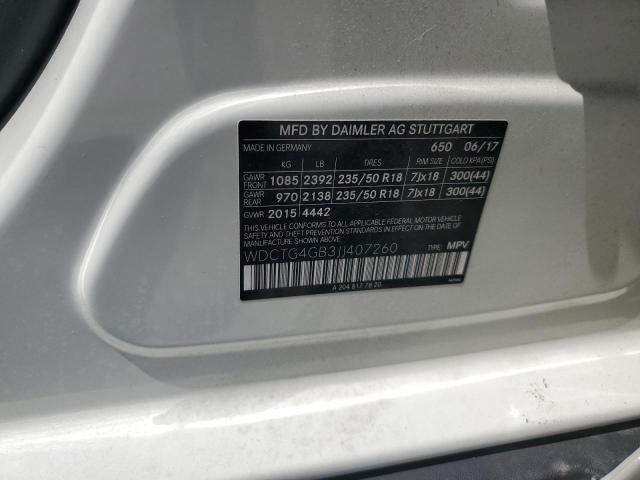 MFD BY DAIMLER AG STUTTGART
MADE IN GERMANY 650 06/17
KG LB TIRES RIM SIZE COLD KPA(PSI)
GAWR FRONT 1085 2392 235/50 R18 7Jx18 300(44)
GAWR REAR 970 2138 235/50 R18 7Jx18 300(44)
GVWR 2015 4442
THIS VEHICLE CONFORMS TO ALL APPLICABLE FEDERAL MOTOR VEHICLE
SAFETY AND THEFT PREVENTION STANDARDS IN EFFECT ON THE DATE OF
MANUFACTURE SHOWN ABOVE.
WDCTG4GB3JJ407260 TYPE: MPV
A 204 817 78 20